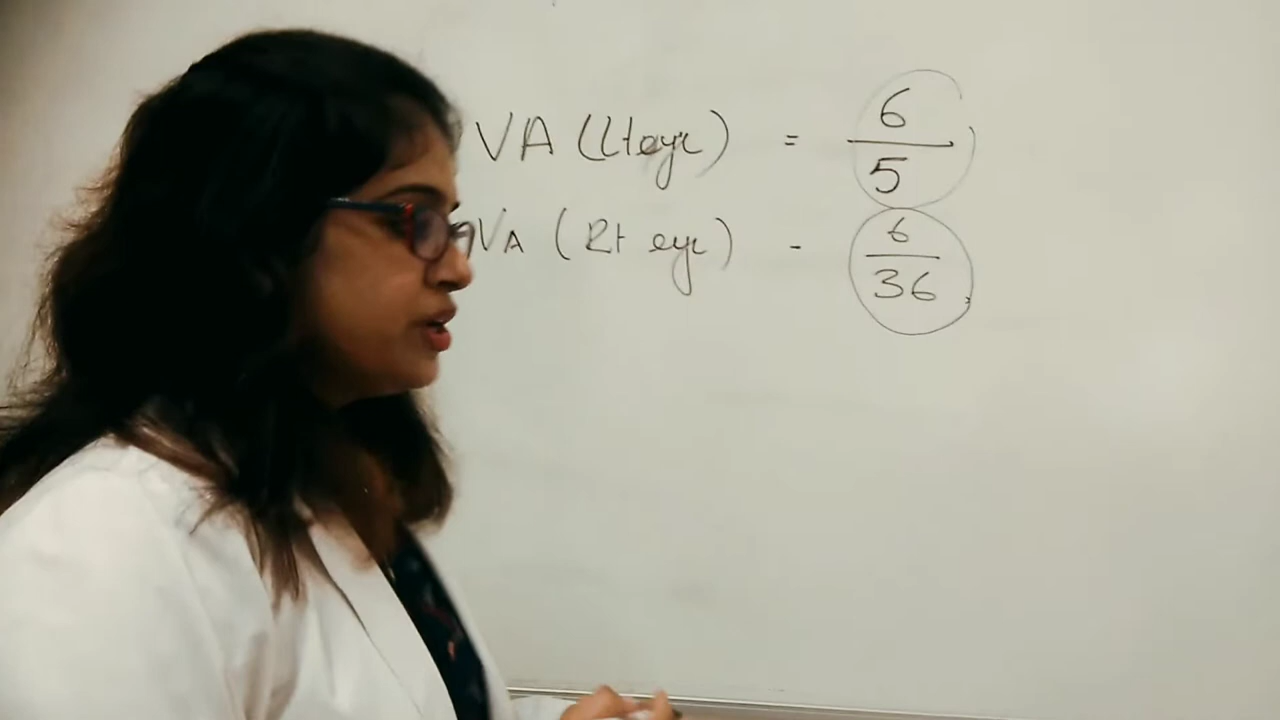 VA (Lt eye) = 6/5
VA (Rt eye) - 6/36